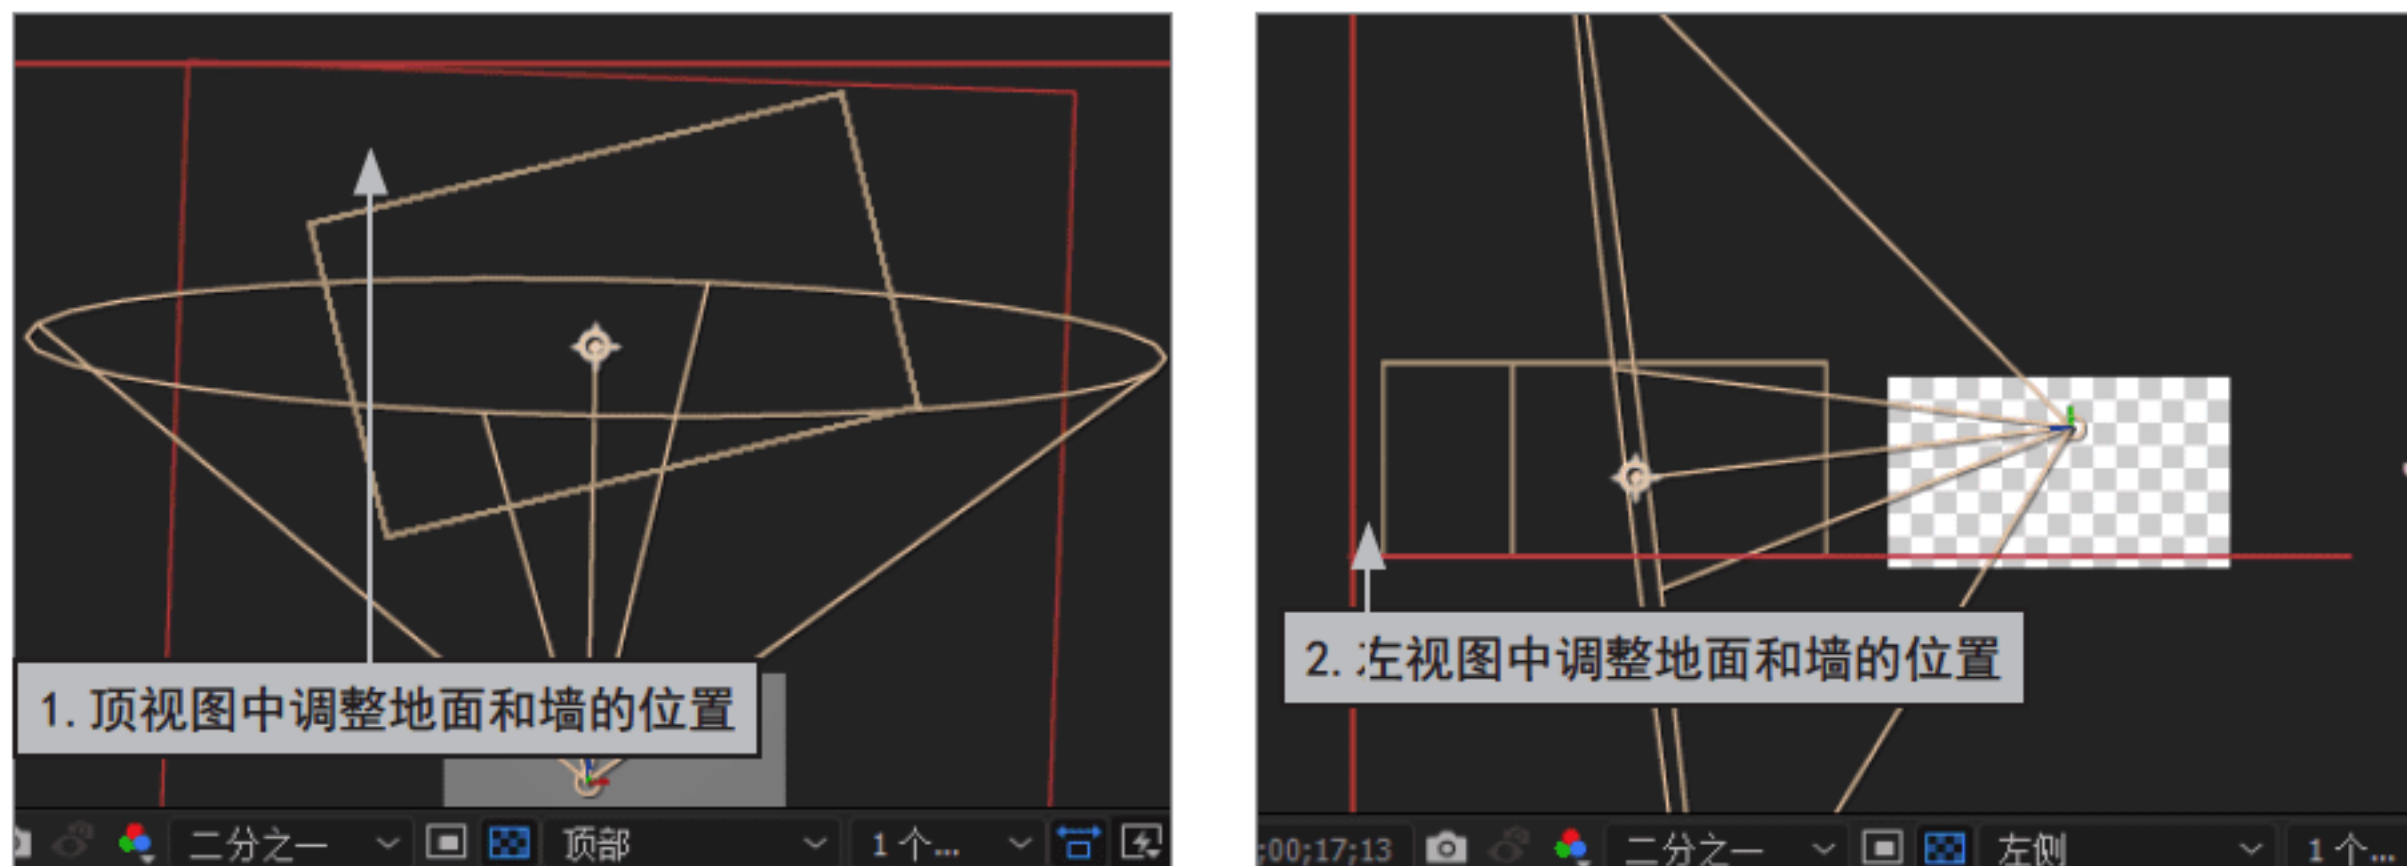 1.顶视图中调整地面和墙的位置
2.左视图中调整地面和墙的位置
二分之一 顶部 1个...
;00;17;13 二分之一 左侧 1个...